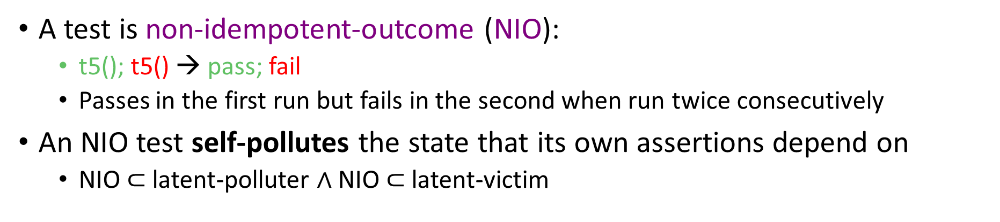 • A test is non-idempotent-outcome (NIO):
• t5(); t5() → pass; fail
• Passes in the first run but fails in the second when run twice consecutively
• An NIO test self-pollutes the state that its own assertions depend on
• NIO ⊂ latent-polluter ∧ NIO ⊂ latent-victim